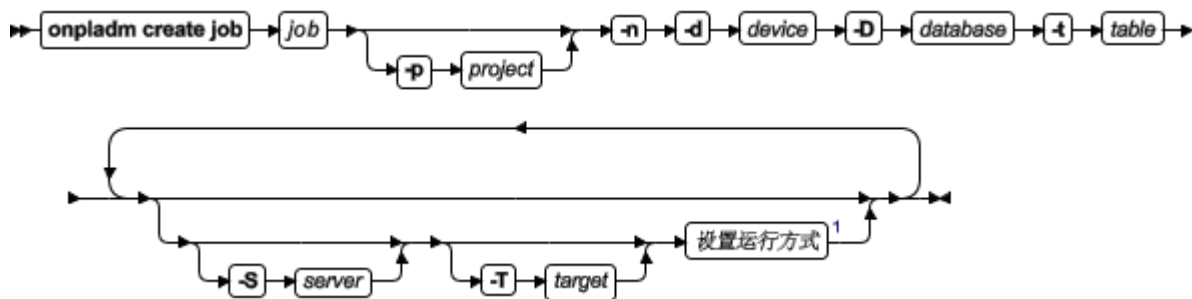 onpladm create job job -n -d device -D database -t table
-p project
设置运行方式 1
-S server -T target